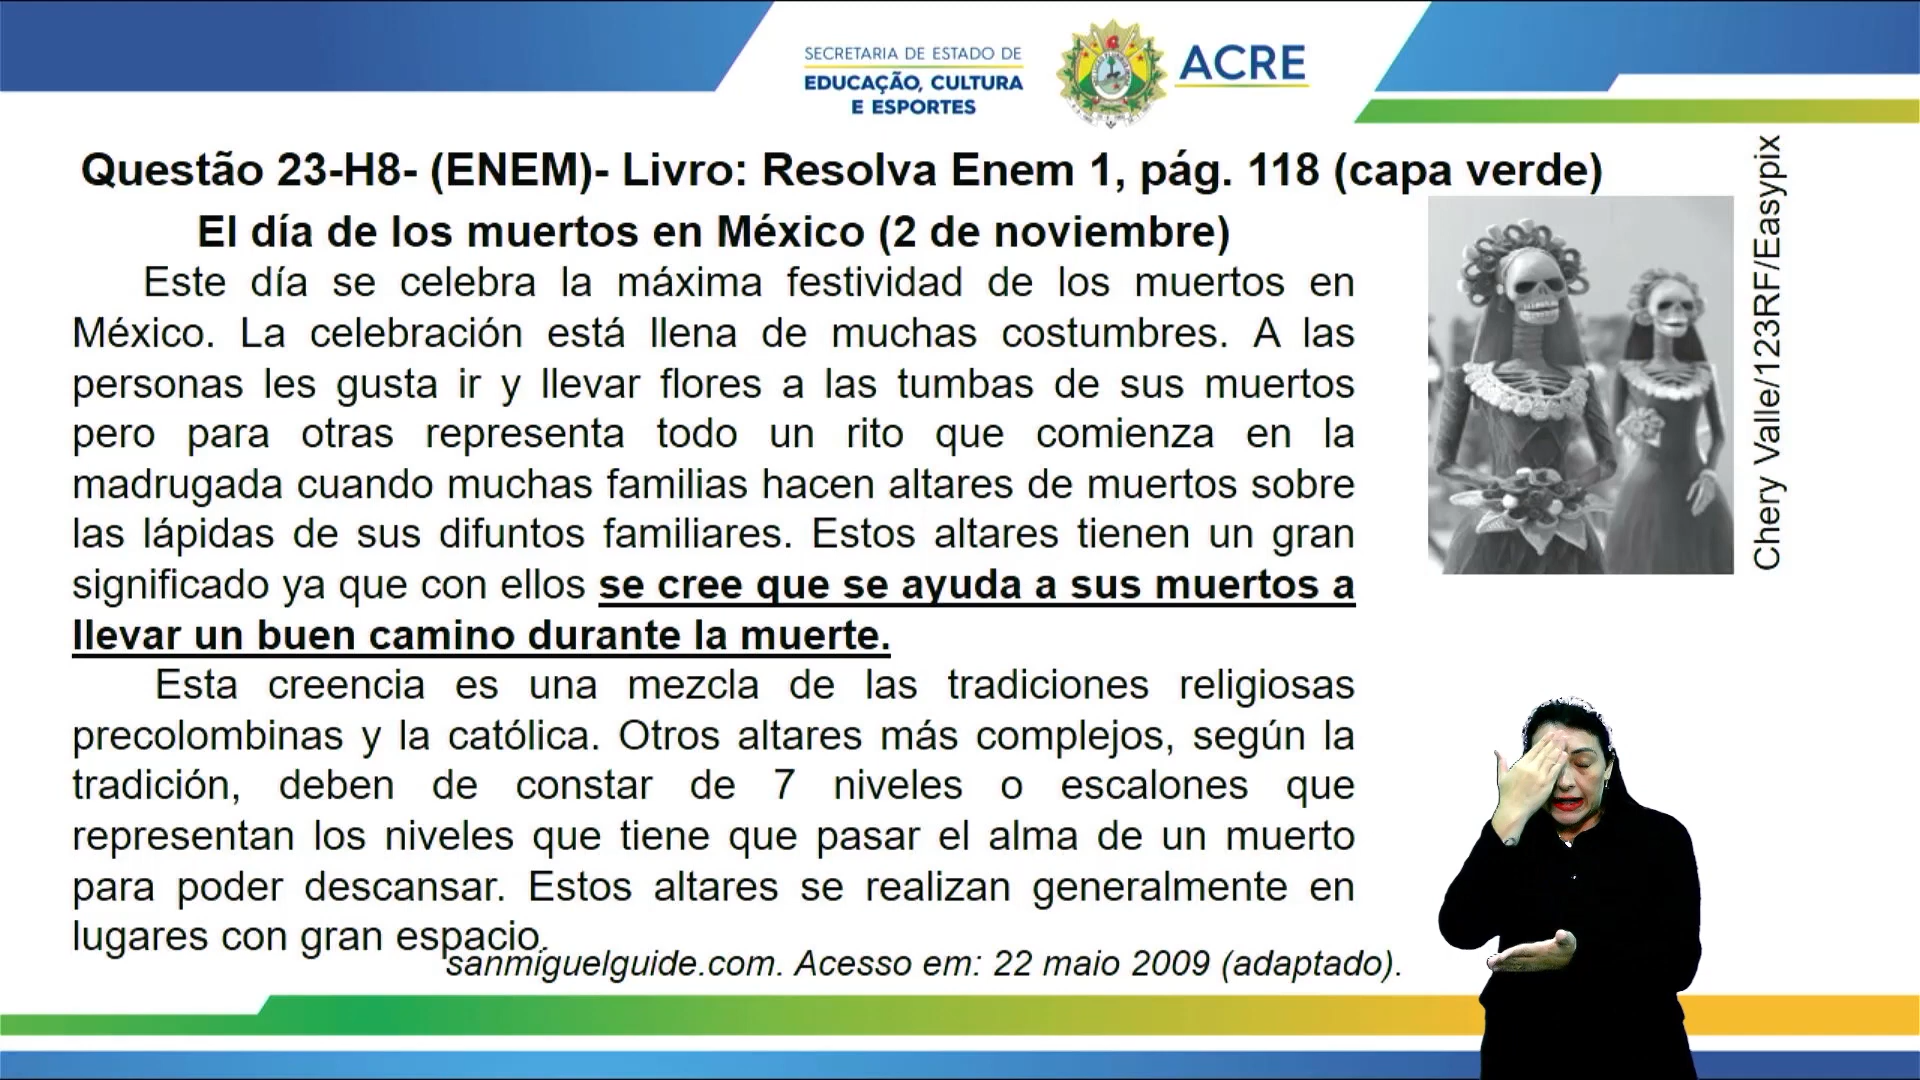 SECRETARIA DE ESTADO DE
EDUCAÇÃO, CULTURA
E ESPORTES
ACRE
Questão 23-H8- (ENEM)- Livro: Resolva Enem 1, pág. 118 (capa verde)
El día de los muertos en México (2 de noviembre)
Este día se celebra la máxima festividad de los muertos en
México. La celebración está llena de muchas costumbres. A las
personas les gusta ir y llevar flores a las tumbas de sus muertos
pero para otras representa todo un rito que comienza en la
madrugada cuando muchas familias hacen altares de muertos sobre
las lápidas de sus difuntos familiares. Estos altares tienen un gran
significado ya que con ellos se cree que se ayuda a sus muertos a
llevar un buen camino durante la muerte.
Esta creencia es una mezcla de las tradiciones religiosas
precolombinas y la católica. Otros altares más complejos, según la
tradición, deben de constar de 7 niveles o escalones que
representan los niveles que tiene que pasar el alma de un muerto
para poder descansar. Estos altares se realizan generalmente en
lugares con gran espacio.
sanmiguelguide.com. Acesso em: 22 maio 2009 (adaptado).
Chery Valle/123RF/Easypix